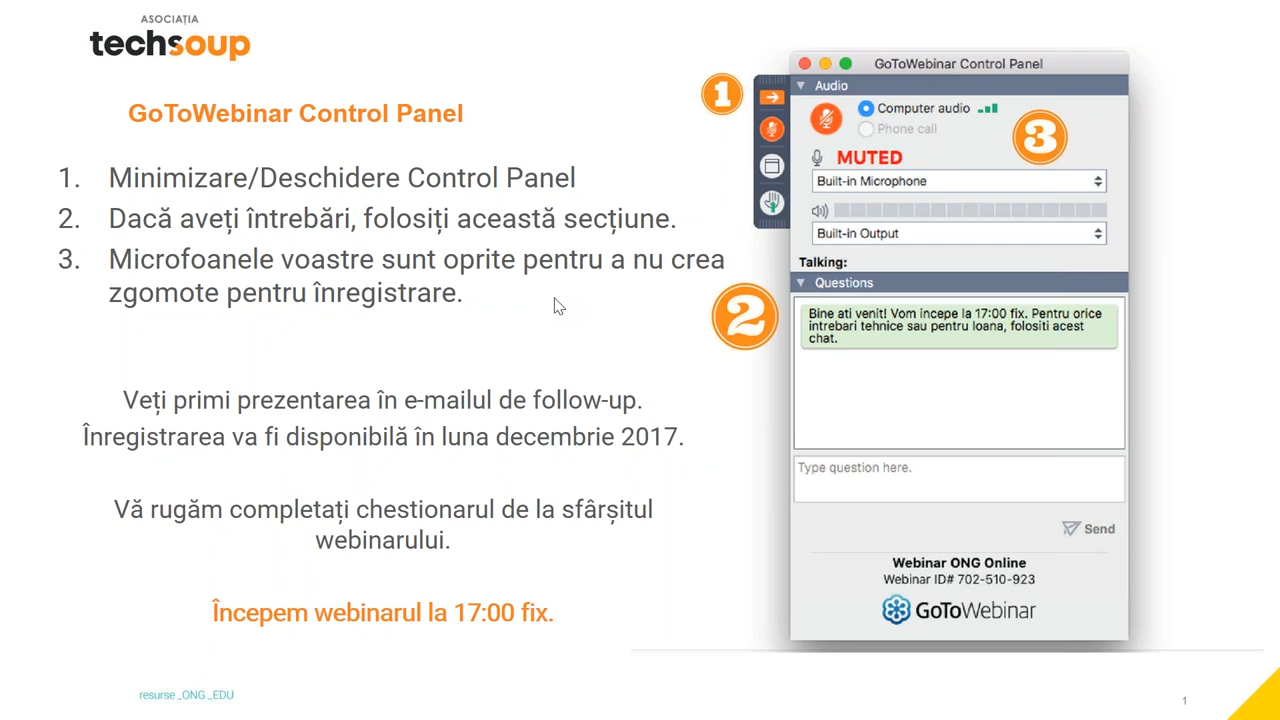 ASOCIAȚIA
techsoup
GoToWebinar Control Panel
1. Minimizare/Deschidere Control Panel
2. Dacă aveți întrebări, folosiți această secțiune.
3. Microfoanele voastre sunt oprite pentru a nu crea
zgomote pentru înregistrare.
Veți primi prezentarea în e-mailul de follow-up.
Înregistrarea va fi disponibilă în luna decembrie 2017.
Vă rugăm completați chestionarul de la sfârșitul
webinarului.
Începem webinarul la 17:00 fix.
1
2
3
GoToWebinar Control Panel
Audio
Computer audio
Phone call
MUTED
Built-in Microphone
Built-in Output
Talking:
Questions
Bine ati venit! Vom incepe la 17:00 fix. Pentru orice
intrebari tehnice sau pentru Ioana, folositi acest
chat.
Type question here.
Send
Webinar ONG Online
Webinar ID# 702-510-923
GoToWebinar
resurse_ONG_EDU
1